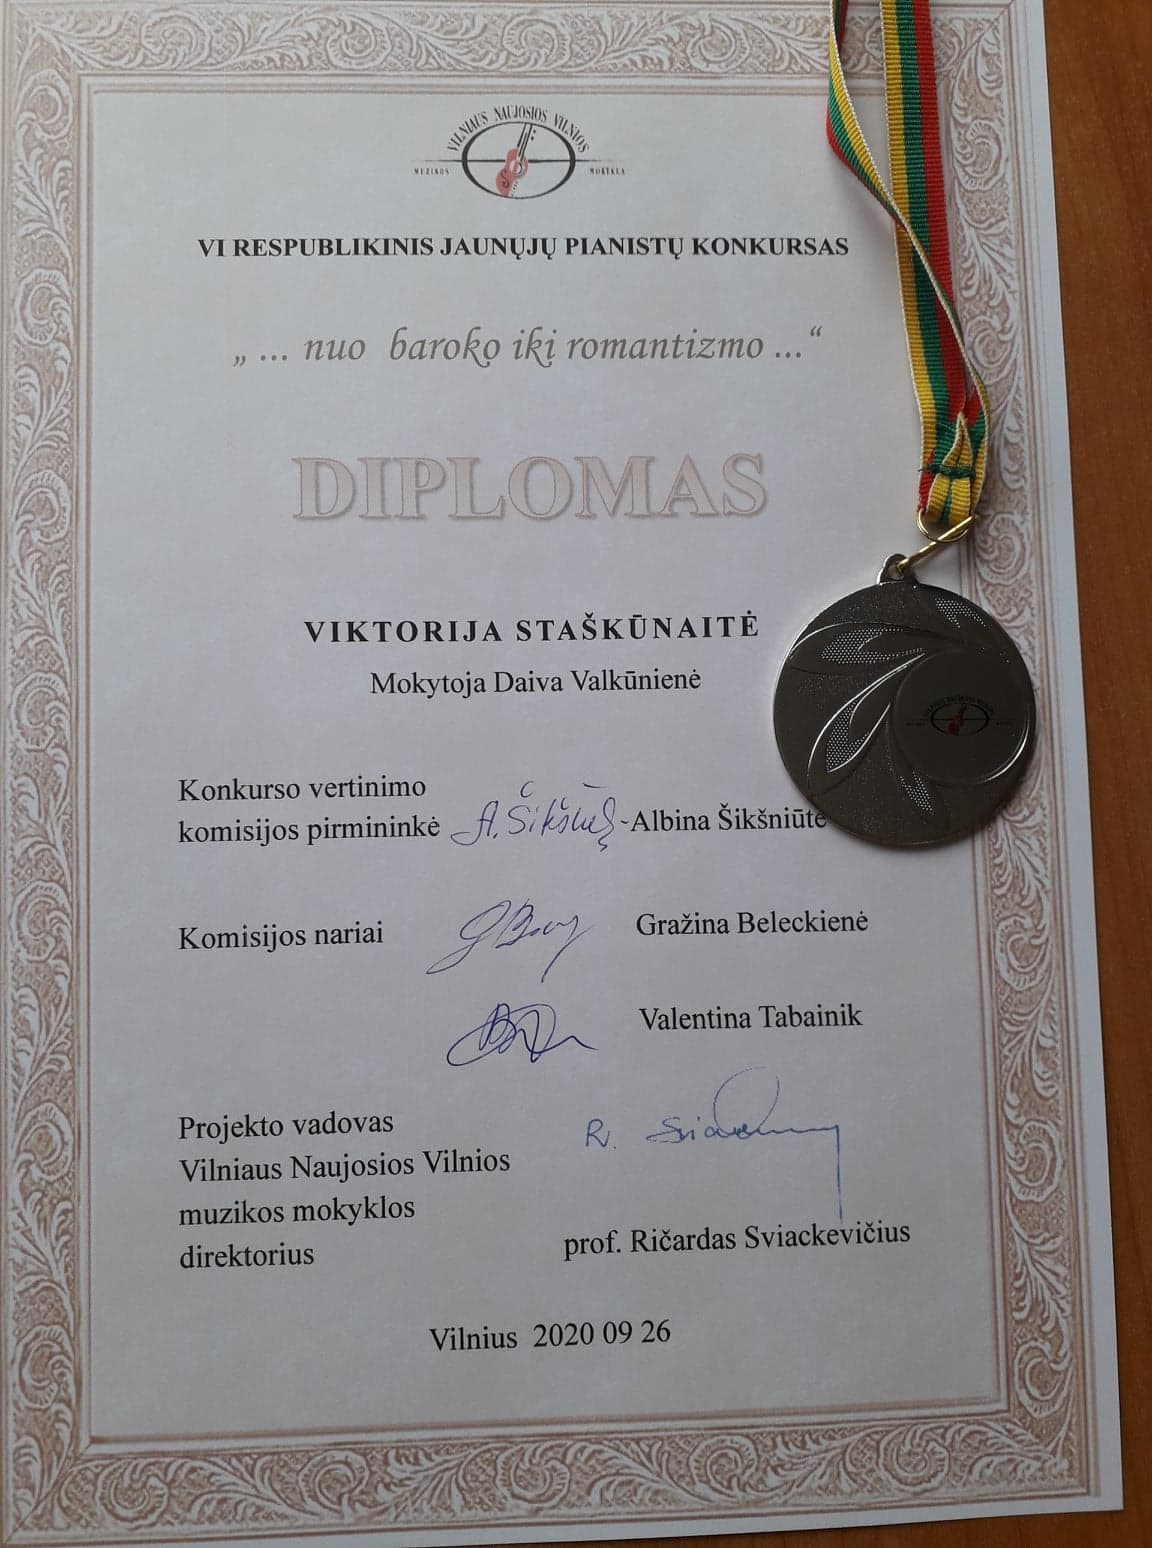 VILNIAUS NAUJOSIOS VILNIOS
MUZIKOS MOKYKLA
VI RESPUBLIKINIS JAUNŲJŲ PIANISTŲ KONKURSAS
„ ... nuo baroko iki romantizmo ...“
DIPLOMAS
VIKTORIJA STAŠKŪNAITĖ
Mokytoja Daiva Valkūnienė
Konkurso vertinimo
komisijos pirmininkė Albina Šikšniūtė
Komisijos nariai Gražina Beleckienė
Valentina Tabainik
Projekto vadovas
Vilniaus Naujosios Vilnios
muzikos mokyklos
direktorius prof. Ričardas Sviackevičius
Vilnius 2020 09 26